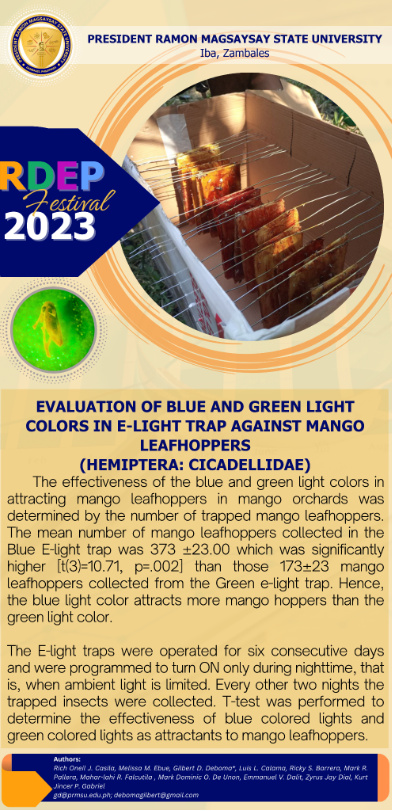 PRESIDENT RAMON MAGSAYSAY STATE UNIVERSITY
Iba, Zambales
RDEP
Festival
2023
EVALUATION OF BLUE AND GREEN LIGHT
COLORS IN E-LIGHT TRAP AGAINST MANGO
LEAFHOPPERS
(HEMIPTERA: CICADELLIDAE)
The effectiveness of the blue and green light colors in
attracting mango leafhoppers in mango orchards was
determined by the number of trapped mango leafhoppers.
The mean number of mango leafhoppers collected in the
Blue E-light trap was 373 ±23.00 which was significantly
higher [t(3)=10.71, p=.002] than those 173±23 mango
leafhoppers collected from the Green e-light trap. Hence,
the blue light color attracts more mango hoppers than the
green light color.
The E-light traps were operated for six consecutive days
and were programmed to turn ON only during nighttime, that
is, when ambient light is limited. Every other two nights the
trapped insects were collected. T-test was performed to
determine the effectiveness of blue colored lights and
green colored lights as attractants to mango leafhoppers.
Authors:
Rich Onell J. Casila, Melissa M. Ebue, Gilbert D. Deboma*, Luis L. Calama, Ricky S. Barrera, Mark R.
Pallera, Mahar-lahi R. Falcutila , Mark Dominic O. De Unon, Emmanuel V. Dolit, Zyrus Jay Dial, Kurt
Jincer P. Gabriel
gd@prmsu.edu.ph; debomagilbert@gmail.com